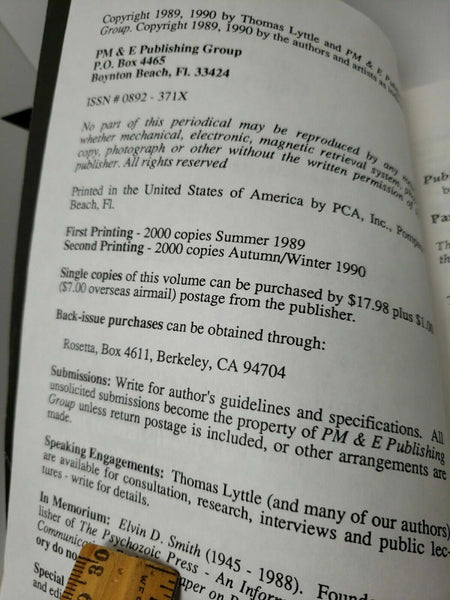 Copyright 1989, 1990 by Thomas Lyttle and PM & E
Group. Copyright 1989, 1990 by the authors and artists as
PM & E Publishing Group
P.O. Box 4465
Boynton Beach, Fl. 33424
ISSN # 0892 - 371X
No part of this periodical may be reproduced by any
whether mechanical, electronic, magnetic retrieval system,
copy, photograph or other without the written permission of
publisher. All rights reserved
Printed in the United States of America by PCA, Inc.,
Beach, Fl.
First Printing - 2000 copies Summer 1989
Second Printing - 2000 copies Autumn/Winter 1990
Single copies of this volume can be purchased by $17.98 plus $1.00
($7.00 overseas airmail) postage from the publisher.
Back-issue purchases can be obtained through:
Rosetta, Box 4611, Berkeley, CA 94704
Submissions: Write for author's guidelines and specifications. All
unsolicited submissions become the property of PM & E Publishing
Group unless return postage is included, or other arrangements are
made.
Speaking Engagements: Thomas Lyttle (and many of our authors)
are available for consultation, research, interviews and public lec-
tures - write for details.
In Memorium: Elvin D. Smith (1945 - 1988).
lisher of The Psychozoic Press - An
on
ory do no
Special
and
08